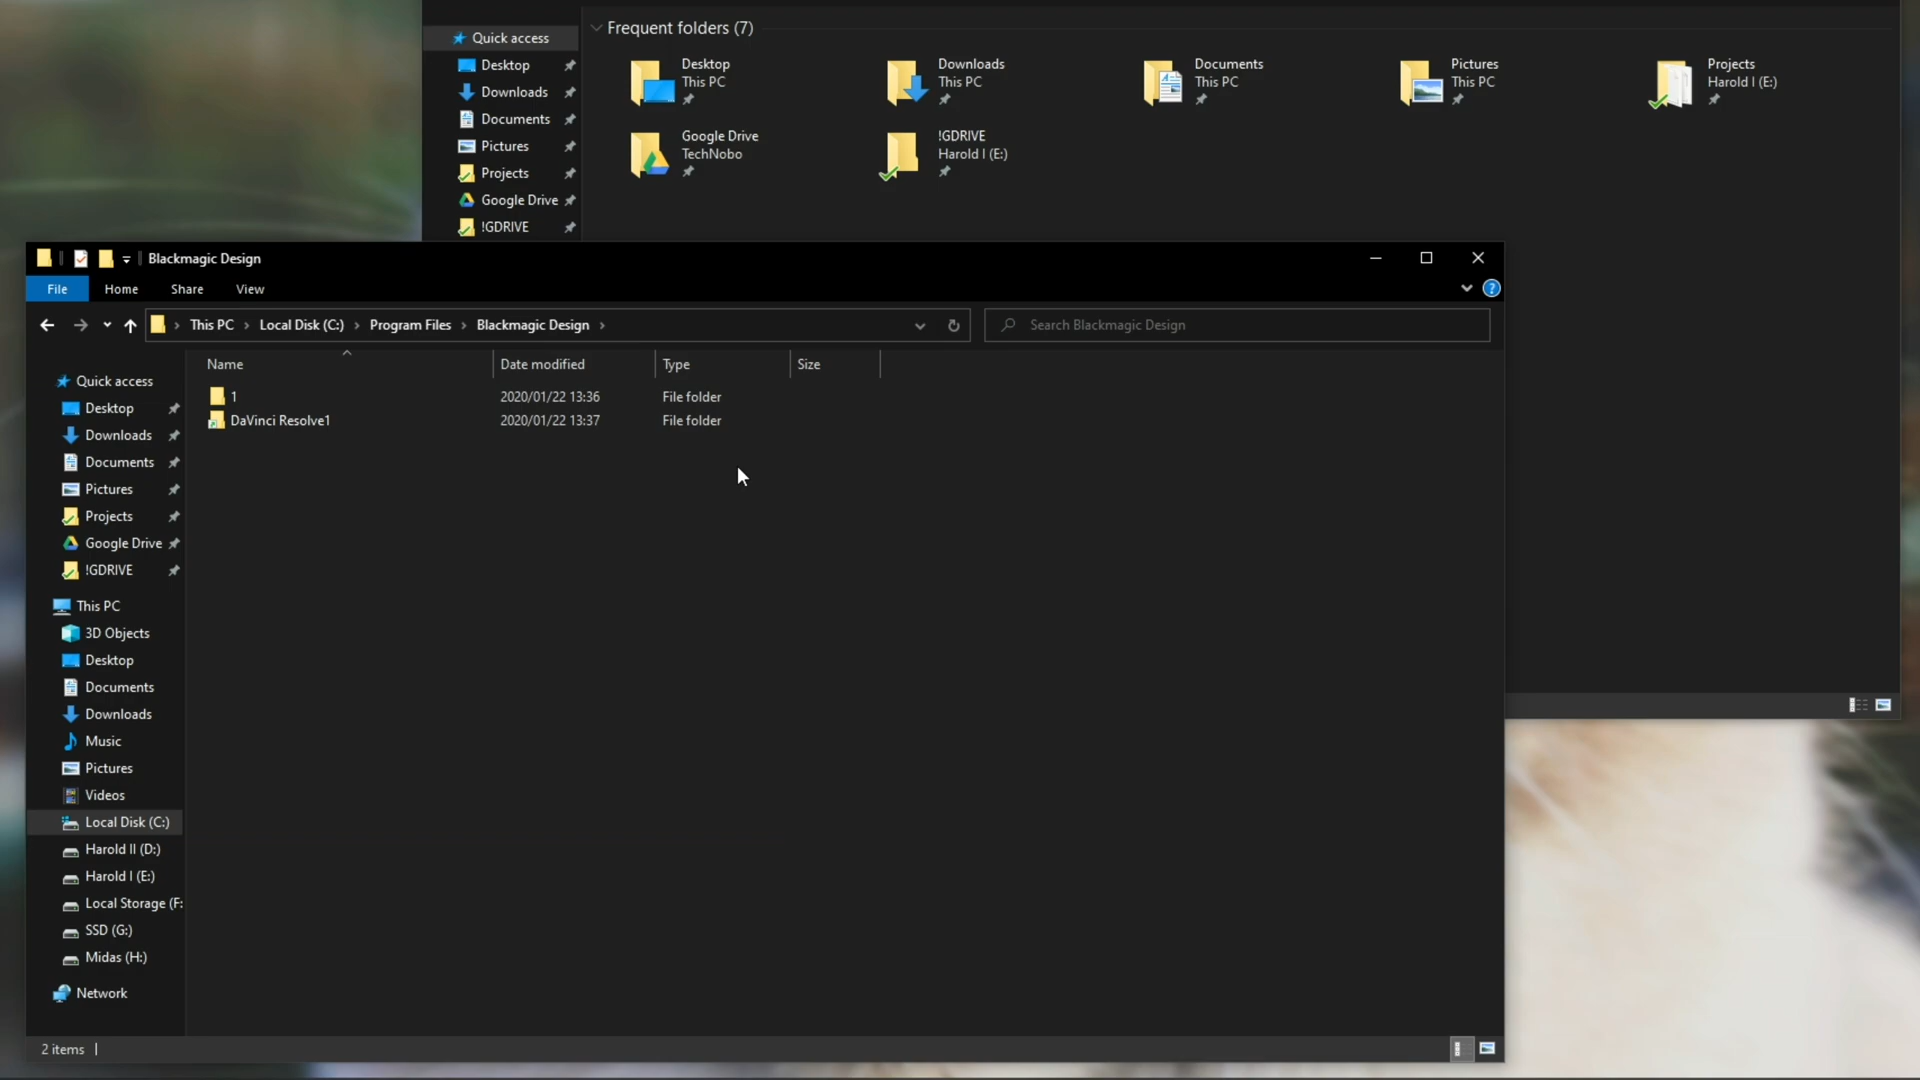 Quick access
Desktop
Downloads
Documents
Pictures
Projects
Google Drive
!GDRIVE
Frequent folders (7)
Desktop
This PC
Downloads
This PC
Documents
This PC
Pictures
This PC
Projects
Harold I (E:)
Google Drive
TechNobo
!GDRIVE
Harold I (E:)
Blackmagic Design
File Home Share View
This PC > Local Disk (C:) > Program Files > Blackmagic Design >
Search Blackmagic Design
Name Date modified Type Size
1 2020/01/22 13:36 File folder
DaVinci Resolve1 2020/01/22 13:37 File folder
Quick access
Desktop
Downloads
Documents
Pictures
Projects
Google Drive
!GDRIVE
This PC
3D Objects
Desktop
Documents
Downloads
Music
Pictures
Videos
Local Disk (C:)
Harold II (D:)
Harold I (E:)
Local Storage (F:
SSD (G:)
Midas (H:)
Network
2 items